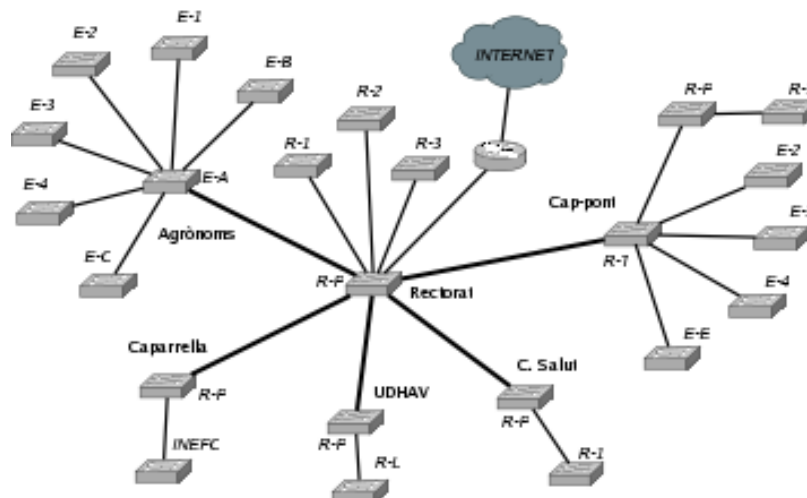 E-1
E-2
E-B
INTERNET
R-2
R-P
E-3
R-1
R-3
E-2
E-4
E-A
Cap-pont
Agrònoms
R-1
E-4
E-C
R-P
Rectorat
E-E
Caparrella
C. Salut
R-P
UDHAV
R-P
R-P
INEFC
R-L
R-1